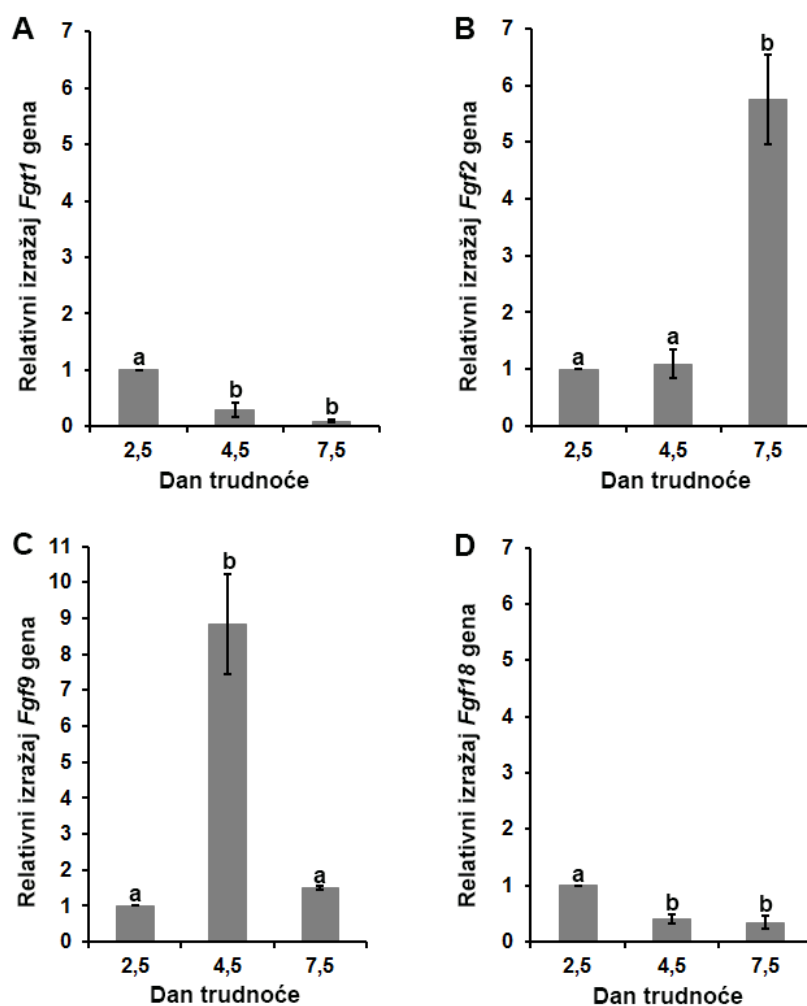 A
Relativni izražaj Fgt1 gena
7
6
5
4
3
2
1
0
a
b
b
2,5 4,5 7,5
Dan trudnoće
B
Relativni izražaj Fgf2 gena
7
6
5
4
3
2
1
0
a
a
b
2,5 4,5 7,5
Dan trudnoće
C
Relativni izražaj Fgf9 gena
11
10
9
8
7
6
5
4
3
2
1
0
a
b
a
2,5 4,5 7,5
Dan trudnoće
D
Relativni izražaj Fgf18 gena
7
6
5
4
3
2
1
0
a
b
b
2,5 4,5 7,5
Dan trudnoće